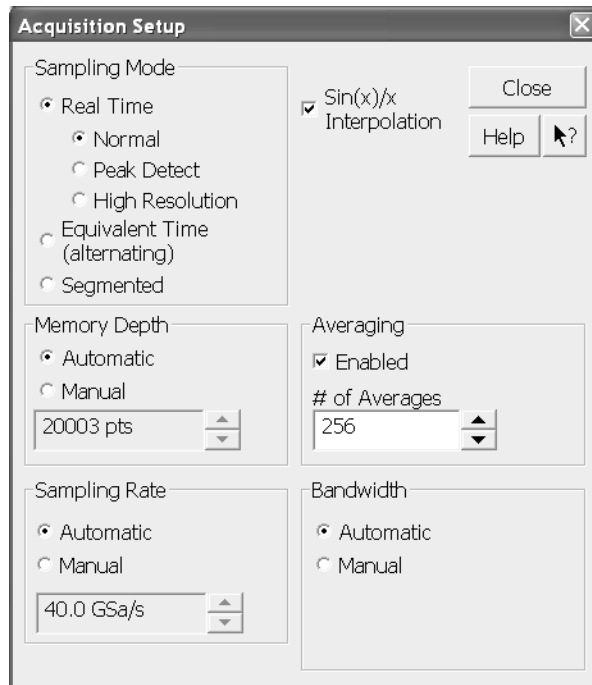 Acquisition Setup
Sampling Mode
Real Time
Normal
Peak Detect
High Resolution
Equivalent Time
(alternating)
Segmented
Sin(x)/x
Interpolation
Close
Help
?
Memory Depth
Automatic
Manual
20003 pts
Averaging
Enabled
# of Averages
256
Sampling Rate
Automatic
Manual
40.0 GSa/s
Bandwidth
Automatic
Manual